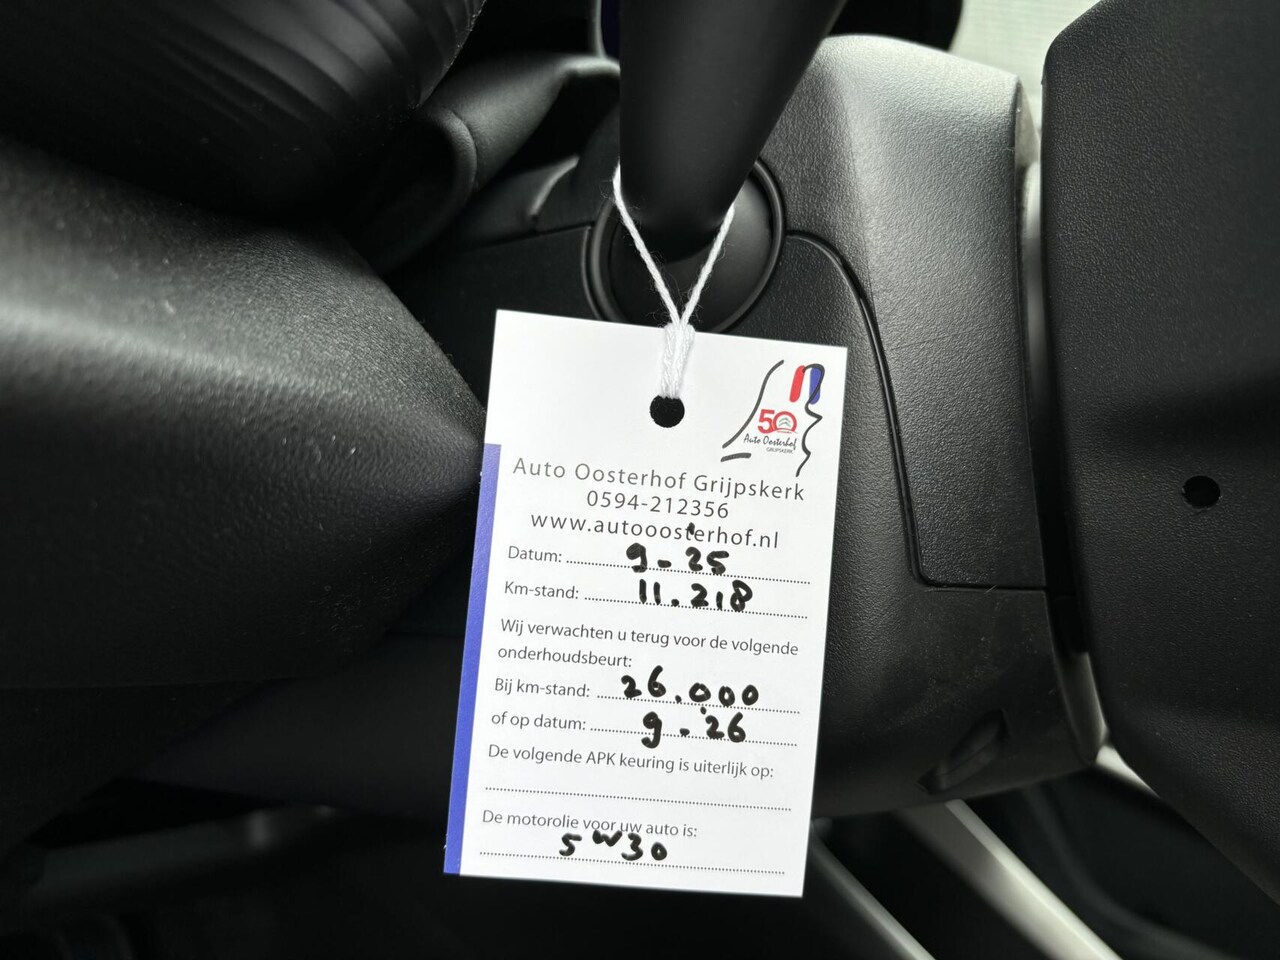 50
Auto Oosterhof
GRIJPSKERK
Auto Oosterhof Grijpskerk
0594-212356
www.autooosterhof.nl
Datum: 9-'25
Km-stand: 11.218
Wij verwachten u terug voor de volgende
onderhoudsbeurt:
Bij km-stand: 26.000
of op datum: 9-'26
De volgende APK keuring is uiterlijk op:
De motorolie voor uw auto is:
5W30